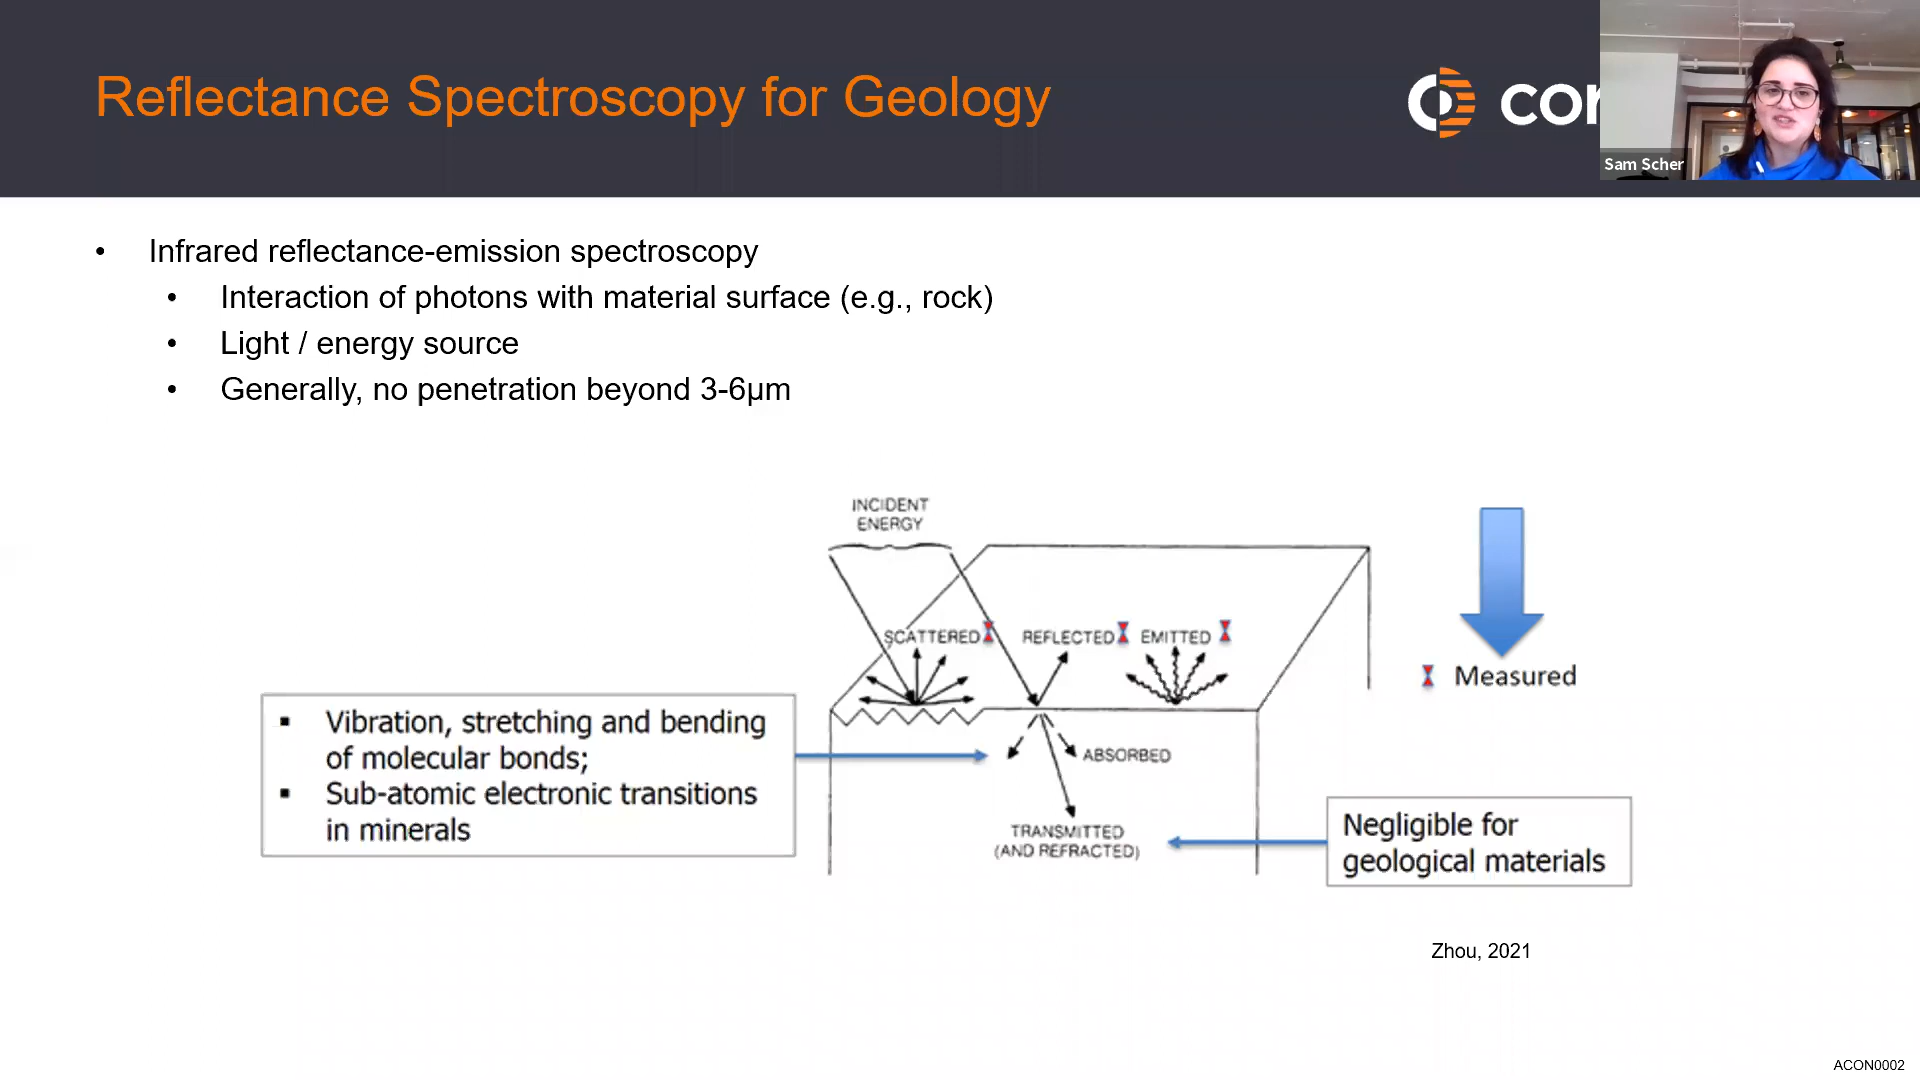 Reflectance Spectroscopy for Geology
Sam Scher
• Infrared reflectance-emission spectroscopy
• Interaction of photons with material surface (e.g., rock)
• Light / energy source
• Generally, no penetration beyond 3-6µm
INCIDENT
ENERGY
SCATTERED
REFLECTED
EMITTED
Measured
▪ Vibration, stretching and bending
of molecular bonds;
▪ Sub-atomic electronic transitions
in minerals
ABSORBED
TRANSMITTED
(AND REFRACTED)
Negligible for
geological materials
Zhou, 2021
ACON0002